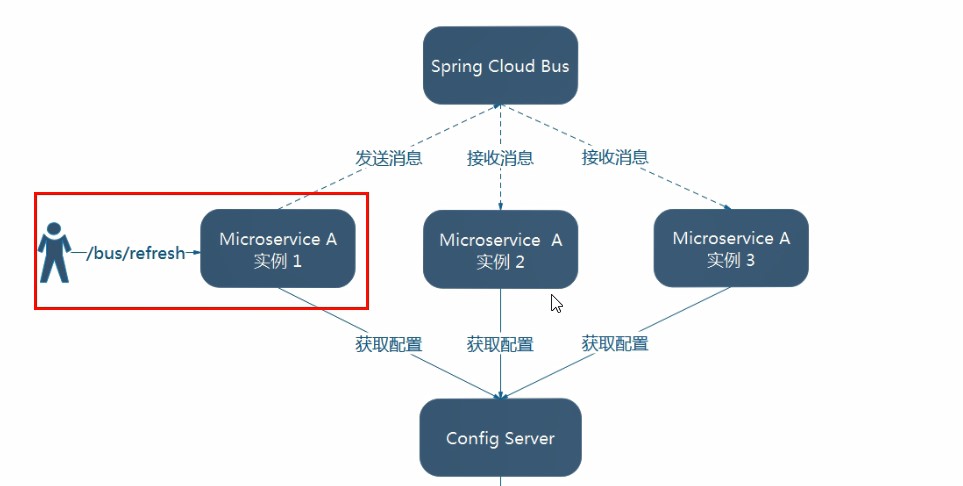 Spring Cloud Bus
发送消息
接收消息
接收消息
/bus/refresh
Microservice A
实例 1
Microservice A
实例 2
Microservice A
实例 3
获取配置
获取配置
获取配置
Config Server